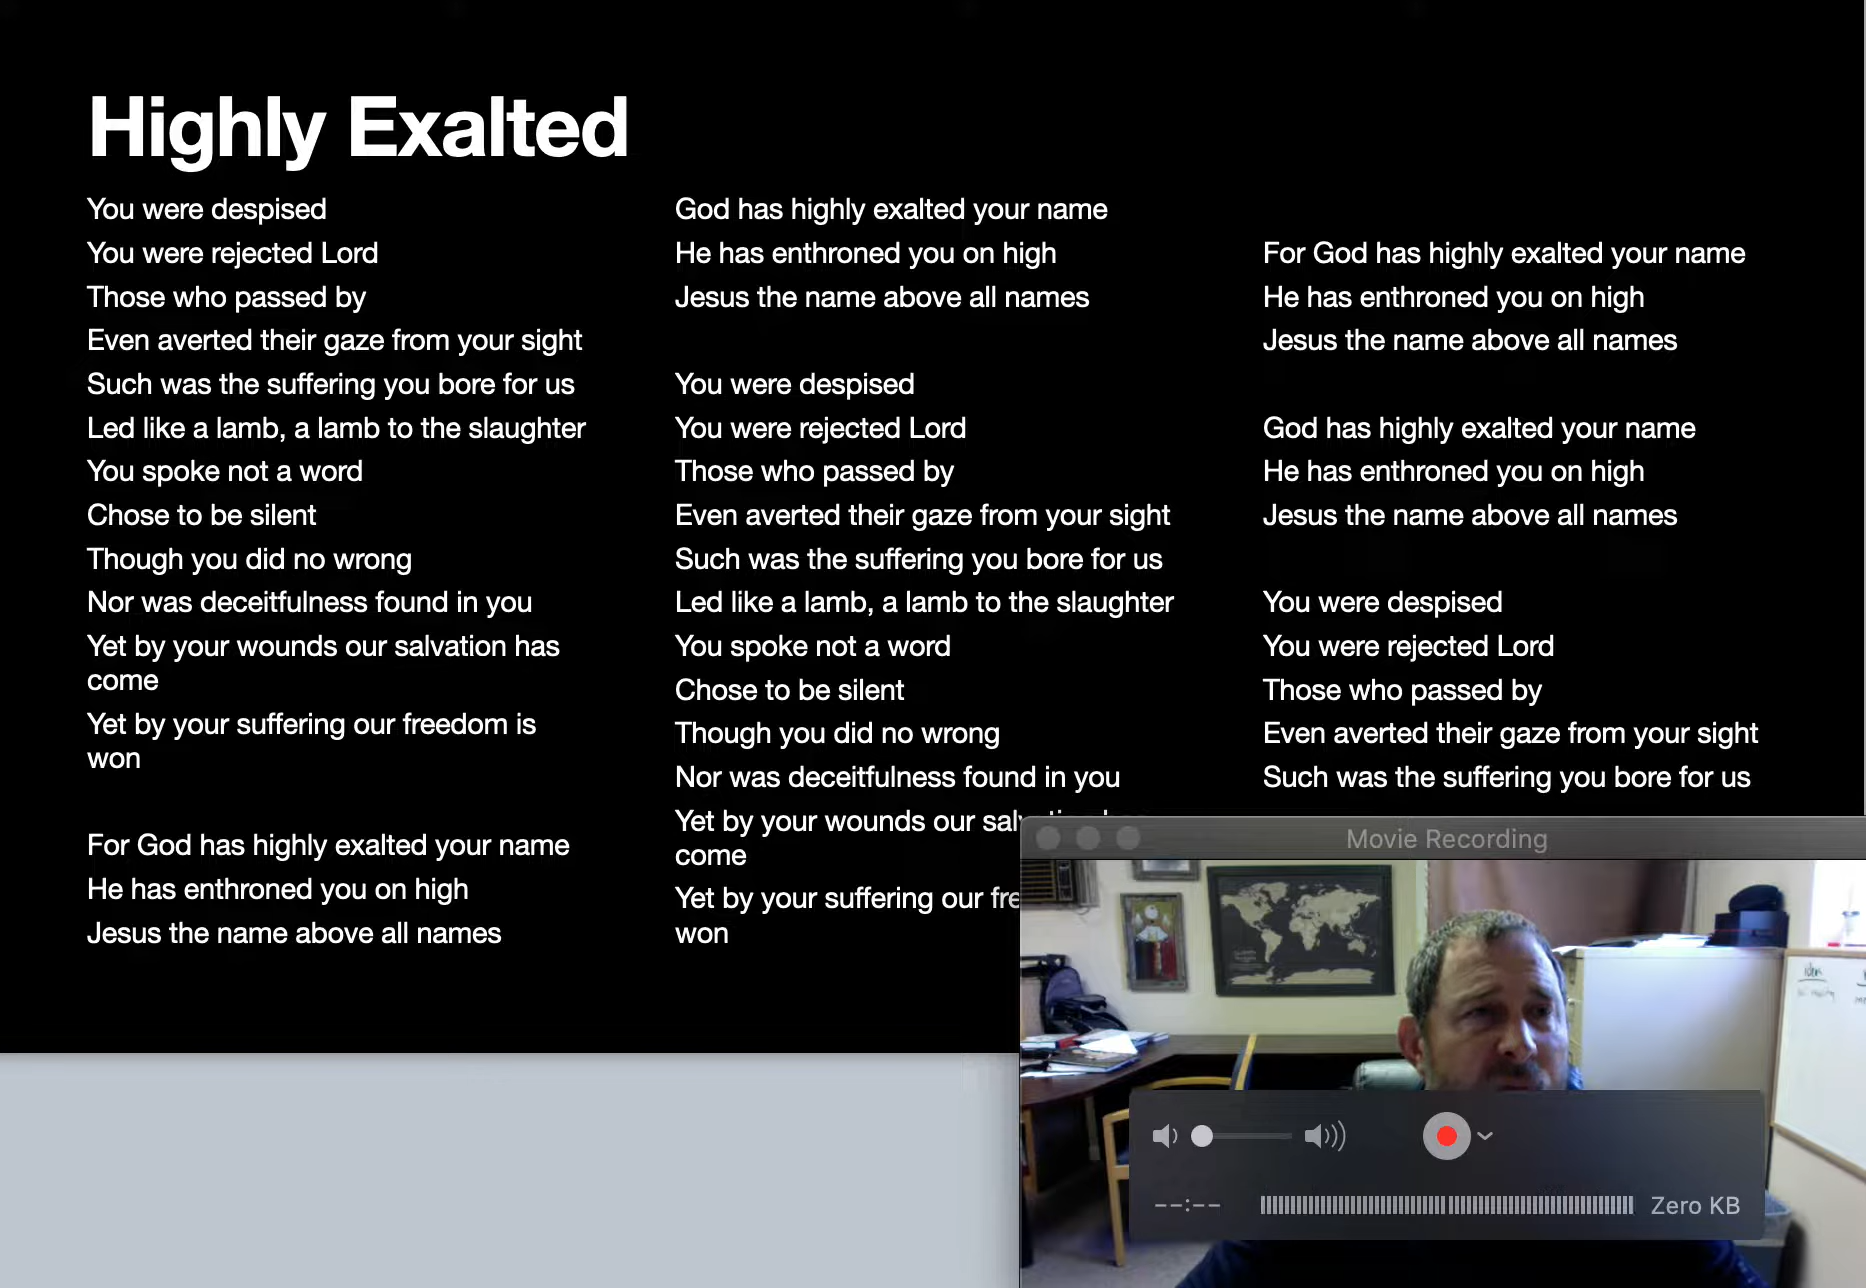 Highly Exalted
You were despised
You were rejected Lord
Those who passed by
Even averted their gaze from your sight
Such was the suffering you bore for us
Led like a lamb, a lamb to the slaughter
You spoke not a word
Chose to be silent
Though you did no wrong
Nor was deceitfulness found in you
Yet by your wounds our salvation has
come
Yet by your suffering our freedom is
won
For God has highly exalted your name
He has enthroned you on high
Jesus the name above all names
God has highly exalted your name
He has enthroned you on high
Jesus the name above all names
You were despised
You were rejected Lord
Those who passed by
Even averted their gaze from your sight
Such was the suffering you bore for us
Led like a lamb, a lamb to the slaughter
You spoke not a word
Chose to be silent
Though you did no wrong
Nor was deceitfulness found in you
Yet by your wounds our
come
Yet by your suffering our
won
For God has highly exalted your name
He has enthroned you on high
Jesus the name above all names
God has highly exalted your name
He has enthroned you on high
Jesus the name above all names
You were despised
You were rejected Lord
Those who passed by
Even averted their gaze from your sight
Such was the suffering you bore for us
Movie Recording
--:--
Zero KB